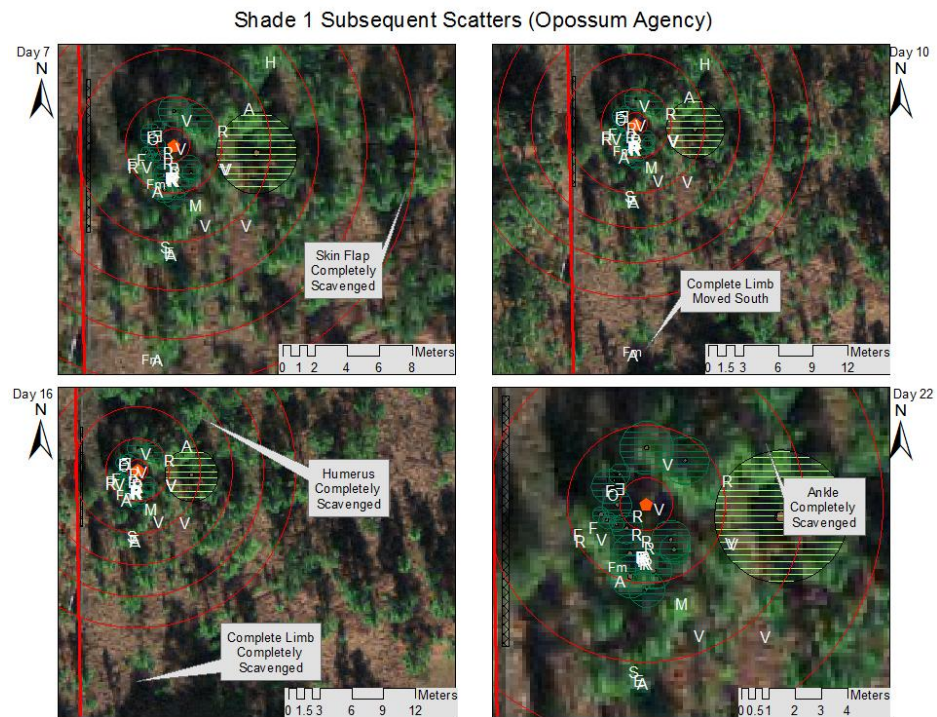 Shade 1 Subsequent Scatters (Opossum Agency)
Day 7
N
H
A
V
R
V
R
V
V
R
V
Fm
A
M
V
V
S
E
A
Fm
A
Skin Flap
Completely
Scavenged
Meters
0 1 2 4 6 8
Day 10
N
H
A
V
R
V
V
M
V
V
S
A
Fm
A
Complete Limb
Moved South
Meters
0 1.5 3 6 9 12
Day 16
N
A
V
R
V
V
R
V
F
A
M
V
V
S
A
Humerus
Completely
Scavenged
Complete Limb
Completely
Scavenged
Meters
0 1.5 3 6 9 12
Day 22
N
V
R
F
O
V
R
F
R
V
R
R
R
V
Fm
A
M
V
V
S
E
A
Ankle
Completely
Scavenged
Meters
0 0.5 1 2 3 4